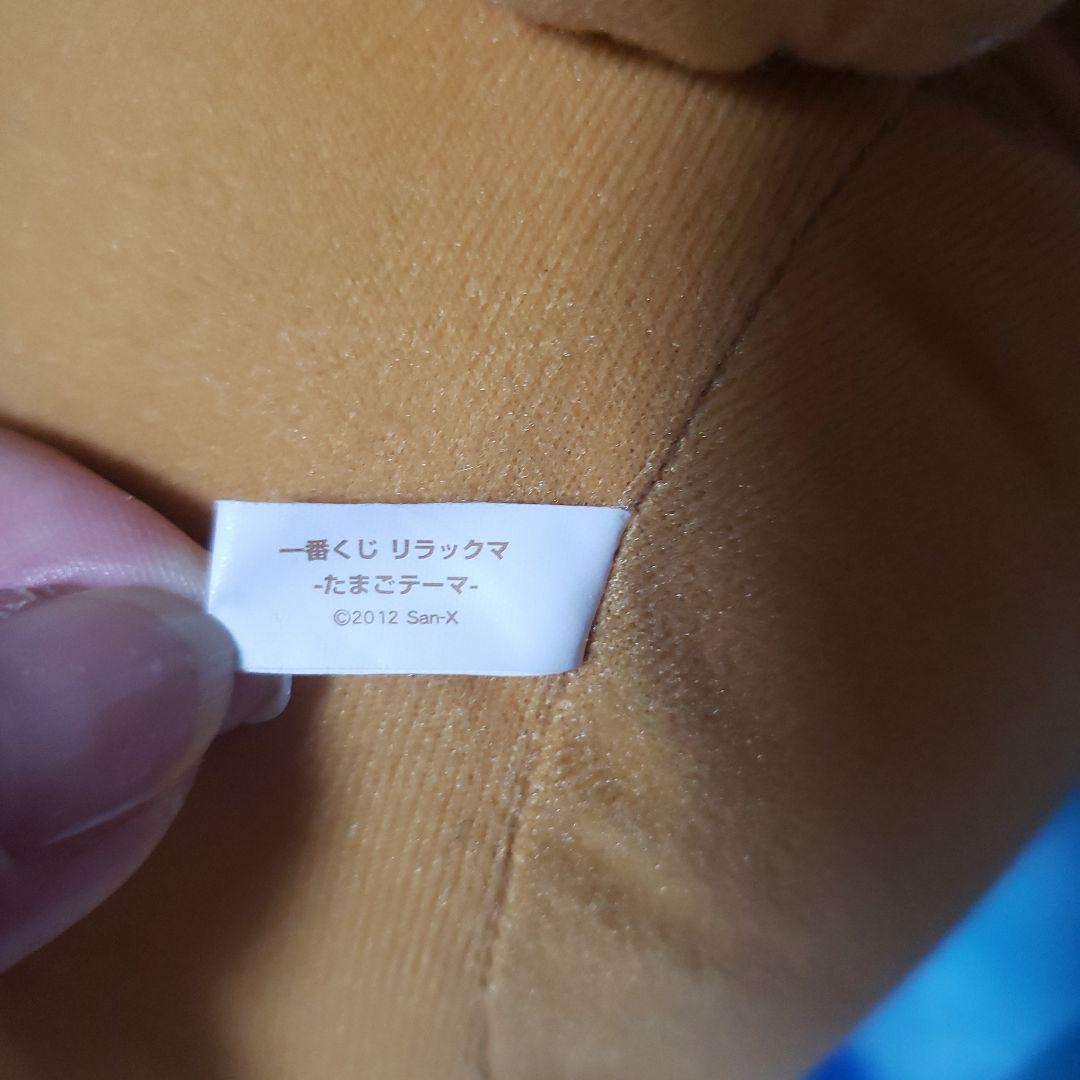 一番くじ リラックマ
-たまごテーマ-
©2012 San-X